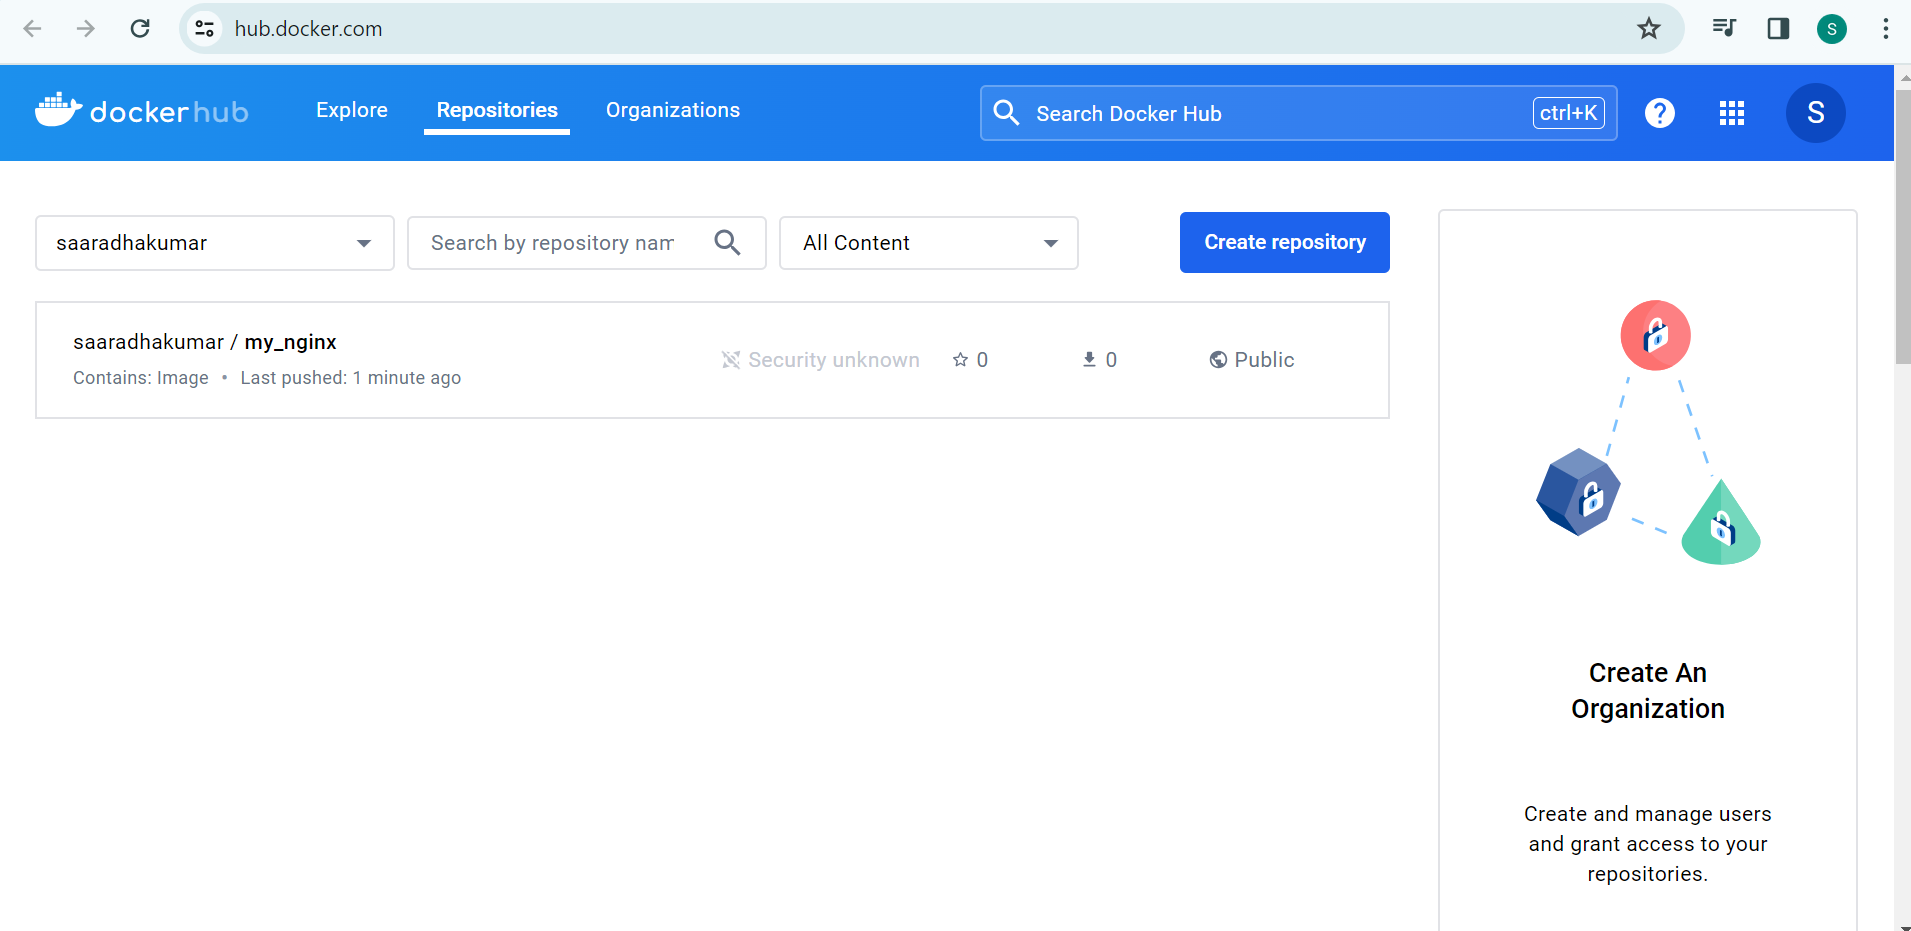 hub.docker.com
S
dockerhub
Explore
Repositories
Organizations
Search Docker Hub
ctrl+K
?
S
saaradhakumar
Search by repository nam
All Content
Create repository
saaradhakumar / my_nginx
Contains: Image • Last pushed: 1 minute ago
Security unknown
0
0
Public
Create An
Organization
Create and manage users
and grant access to your
repositories.